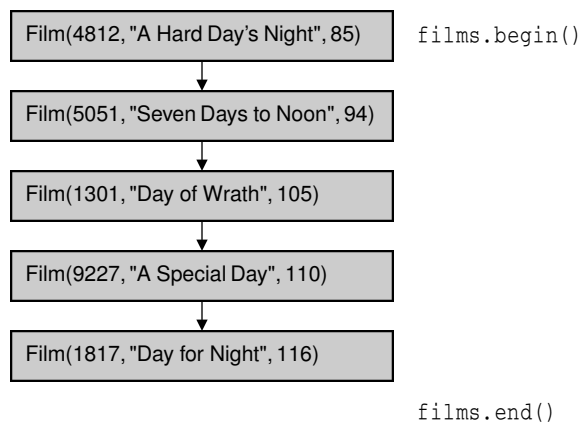 Film(4812, "A Hard Day's Night", 85) films.begin()
Film(5051, "Seven Days to Noon", 94)
Film(1301, "Day of Wrath", 105)
Film(9227, "A Special Day", 110)
Film(1817, "Day for Night", 116)
films.end()